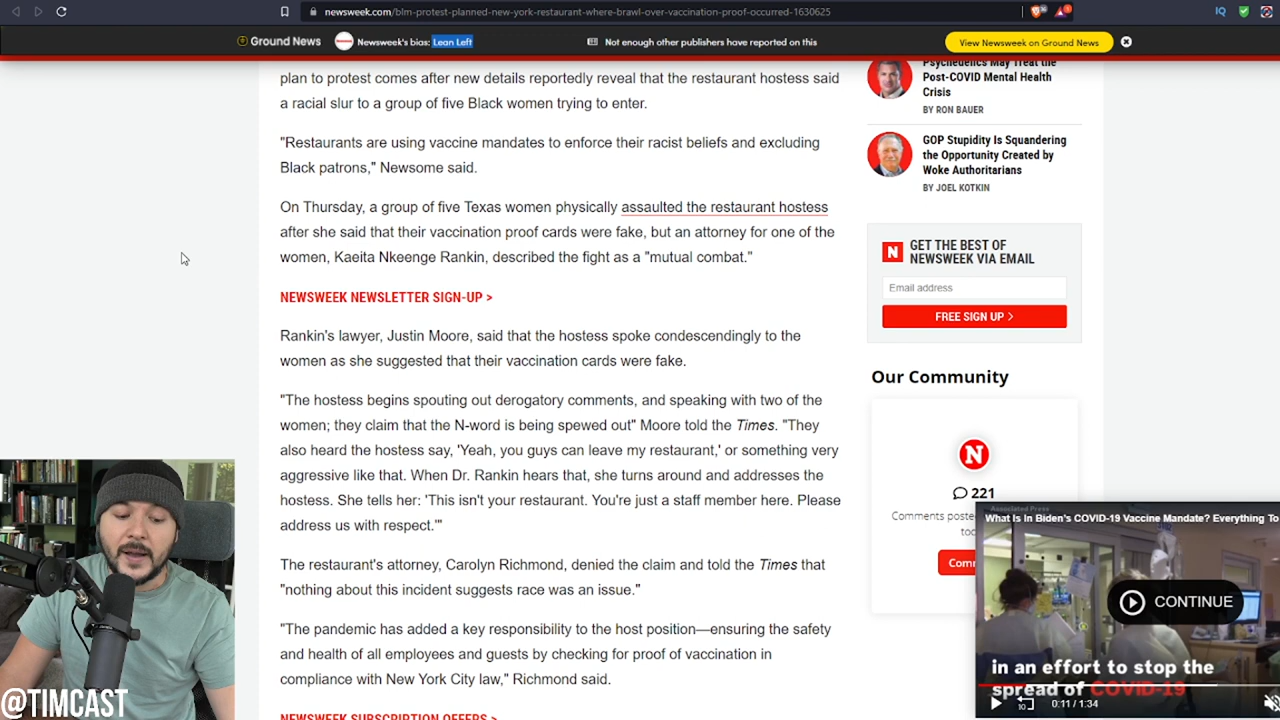 newsweek.com/blm-protest-planned-new-york-restaurant-where-brawl-over-vaccination-proof-occurred-1630625
Ground News
Newsweek's bias: Lean Left
Not enough other publishers have reported on this
View Newsweek on Ground News
plan to protest comes after new details reportedly reveal that the restaurant hostess said
a racial slur to a group of five Black women trying to enter.
"Restaurants are using vaccine mandates to enforce their racist beliefs and excluding
Black patrons," Newsome said.
On Thursday, a group of five Texas women physically assaulted the restaurant hostess
after she said that their vaccination proof cards were fake, but an attorney for one of the
women, Kaeita Nkeenge Rankin, described the fight as a "mutual combat."
NEWSWEEK NEWSLETTER SIGN-UP >
Rankin's lawyer, Justin Moore, said that the hostess spoke condescendingly to the
women as she suggested that their vaccination cards were fake.
"The hostess begins spouting out derogatory comments, and speaking with two of the
women; they claim that the N-word is being spewed out" Moore told the Times. "They
also heard the hostess say, 'Yeah, you guys can leave my restaurant,' or something very
aggressive like that. When Dr. Rankin hears that, she turns around and addresses the
hostess. She tells her: 'This isn't your restaurant. You're just a staff member here. Please
address us with respect.'"
The restaurant's attorney, Carolyn Richmond, denied the claim and told the Times that
"nothing about this incident suggests race was an issue."
"The pandemic has added a key responsibility to the host position—ensuring the safety
and health of all employees and guests by checking for proof of vaccination in
compliance with New York City law," Richmond said.
NEWSWEEK SUBSCRIPTION OFFERS >
Psychedelics May Treat the
Post-COVID Mental Health
Crisis
BY RON BAUER
GOP Stupidity Is Squandering
the Opportunity Created by
Woke Authoritarians
BY JOEL KOTKIN
N
GET THE BEST OF
NEWSWEEK VIA EMAIL
Email address
FREE SIGN UP >
Our Community
N
221
Comments poste
toc
Com
Associated Press
What Is In Biden's COVID-19 Vaccine Mandate? Everything To
CONTINUE
in an effort to stop the
spread of COVID-19
10
0:11 / 1:34
IQ
@TIMCAST